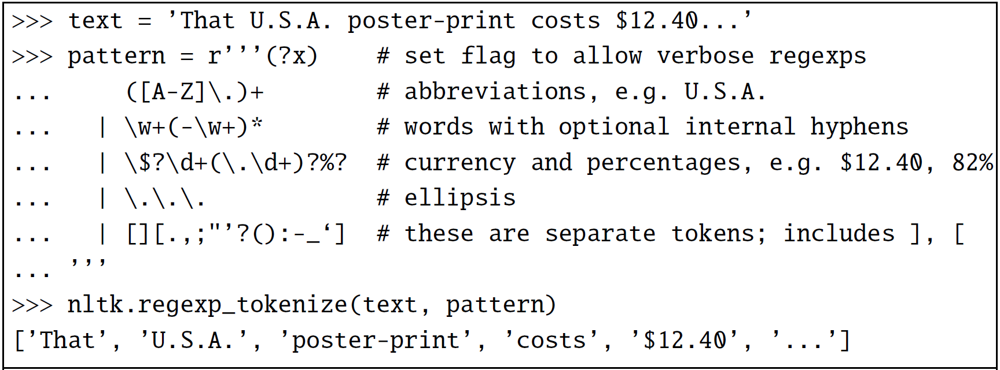 >>> text = ’That U.S.A. poster-print costs $12.40...’
>>> pattern = r’’’(?x)    # set flag to allow verbose regexps
...     ([A-Z]\.)+        # abbreviations, e.g. U.S.A.
...   | \w+(-\w+)*        # words with optional internal hyphens
...   | \$?\d+(\.\d+)?%?  # currency and percentages, e.g. $12.40, 82%
...   | \.\.\.            # ellipsis
...   | [][.,;"’?():-_‘]  # these are separate tokens; includes ], [
... ’’’
>>> nltk.regexp_tokenize(text, pattern)
[’That’, ’U.S.A.’, ’poster-print’, ’costs’, ’$12.40’, ’...’]